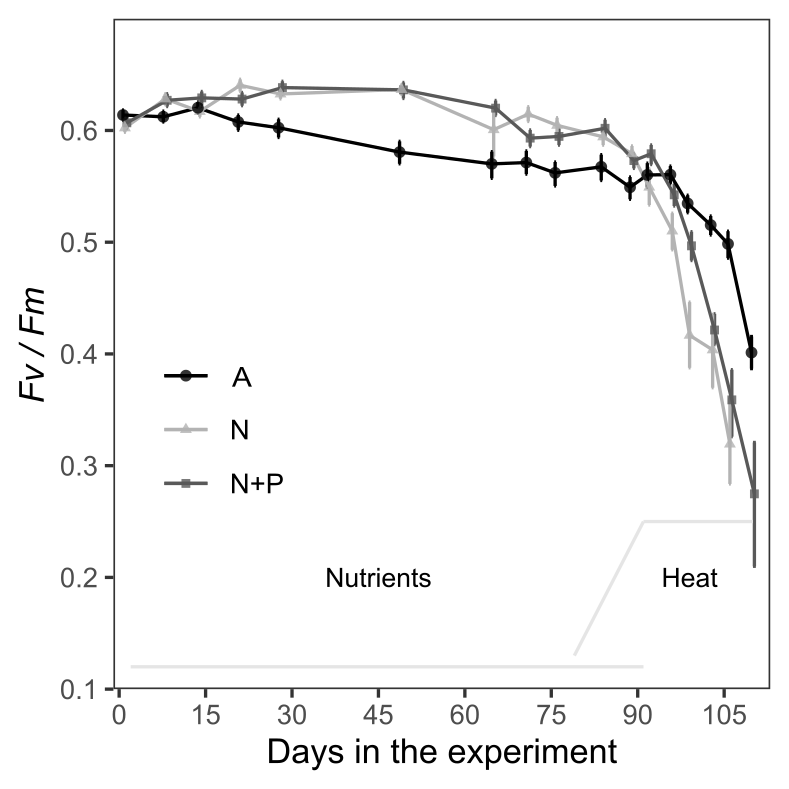 0.6
0.5
0.4
0.3
0.2
0.1
Fv / Fm
A
N
N+P
Nutrients
Heat
0 15 30 45 60 75 90 105
Days in the experiment